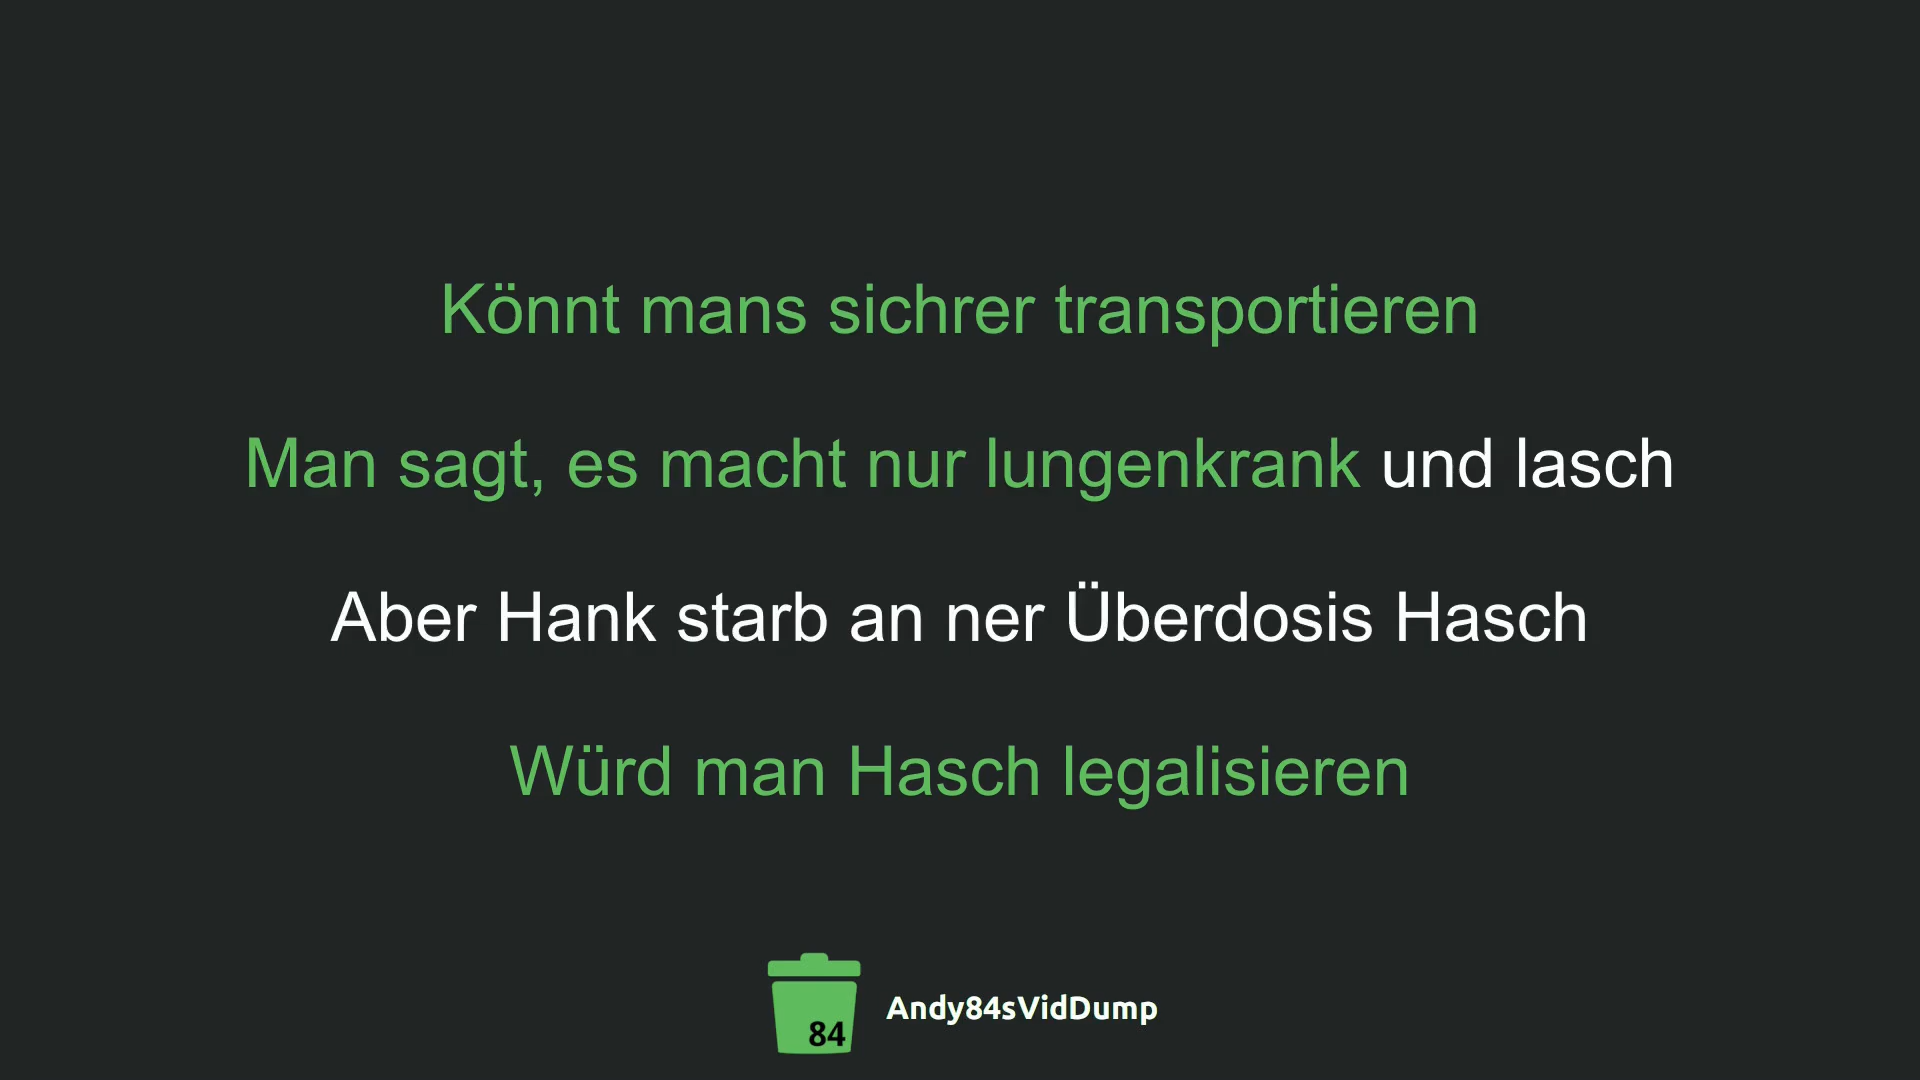 Könnt mans sichrer transportieren
Man sagt, es macht nur lungenkrank und lasch
Aber Hank starb an ner Überdosis Hasch
Würd man Hasch legalisieren
84
Andy84sVidDump